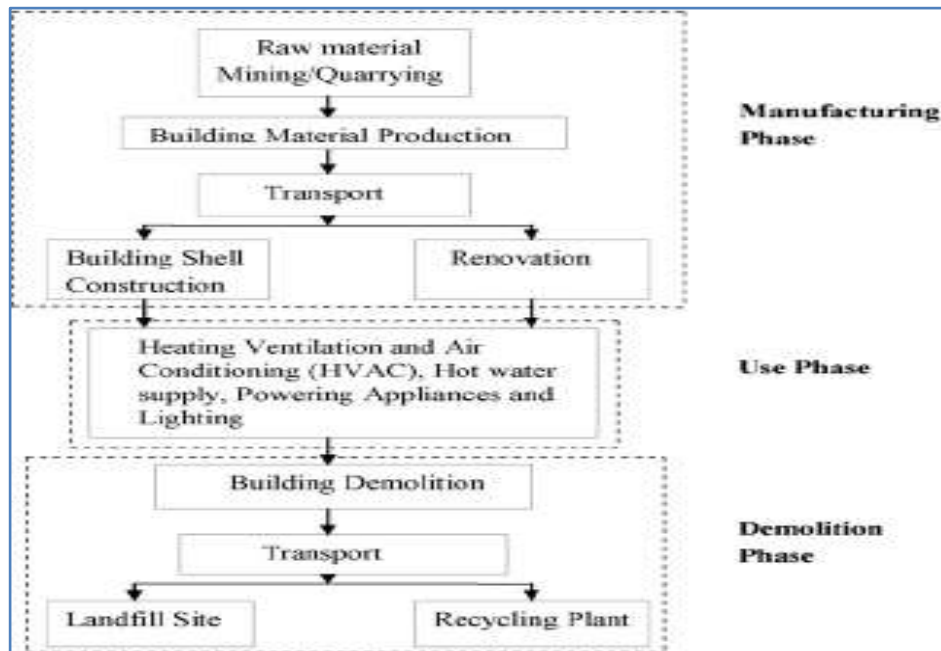 Raw material
Mining/Quarrying
Manufacturing
Phase
Building Material Production
Transport
Building Shell
Construction
Renovation
Heating Ventilation and Air
Conditioning (HVAC), Hot water
supply, Powering Appliances and
Lighting
Use Phase
Building Demolition
Demolition
Phase
Transport
Landfill Site
Recycling Plant